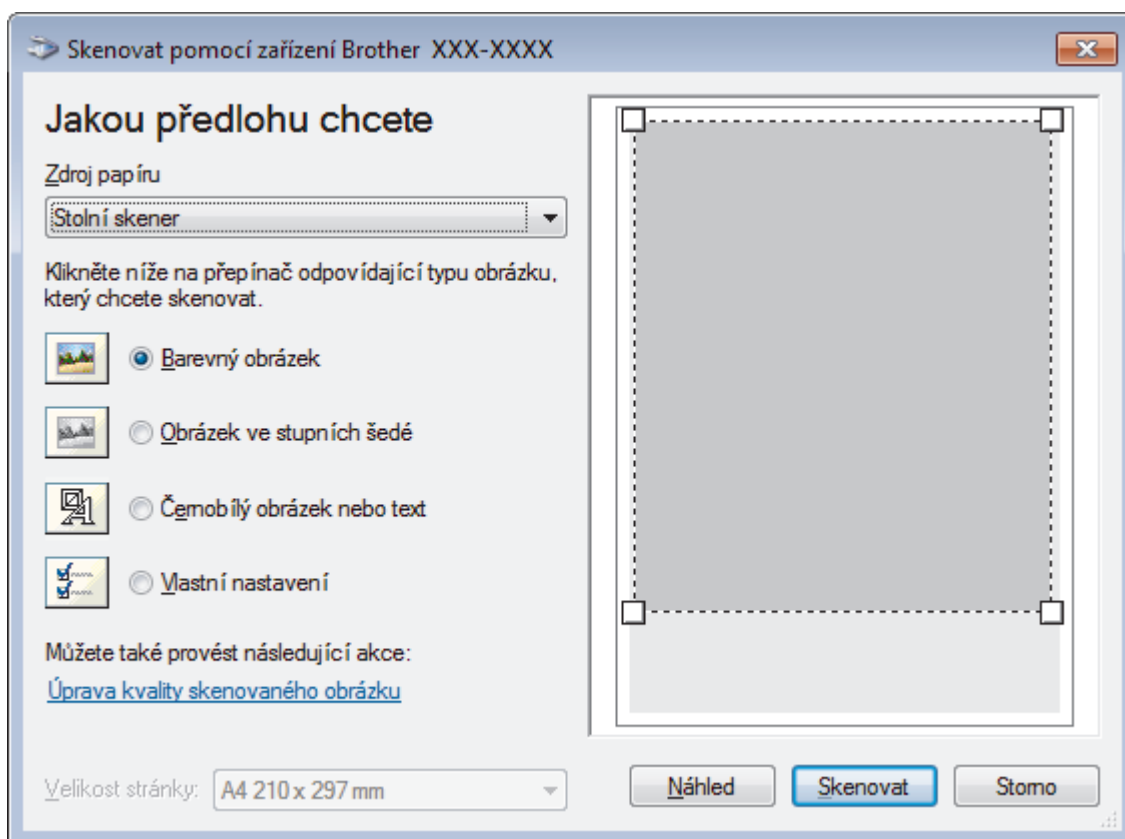 Skenovat pomocí zařízení Brother XXX-XXXX
Jakou předlohu chcete
Zdroj papíru
Stolní skener
Klikněte níže na přepínač odpovídající typu obrázku,
který chcete skenovat.
Barevný obrázek
Obrázek ve stupních šedé
Černobílý obrázek nebo text
Vlastní nastavení
Můžete také provést následující akce:
Úprava kvality skenovaného obrázku
Velikost stránky: A4 210 x 297 mm
Náhled Skenovat Storno